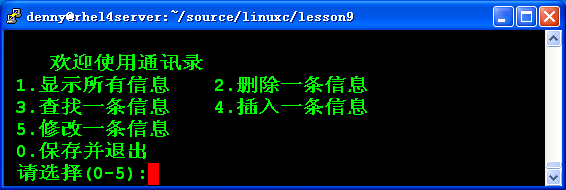 denny@rhel4server:~/source/linuxc/lesson9
欢迎使用通讯录
1.显示所有信息 2.删除一条信息
3.查找一条信息 4.插入一条信息
5.修改一条信息
0.保存并退出
请选择(0-5):